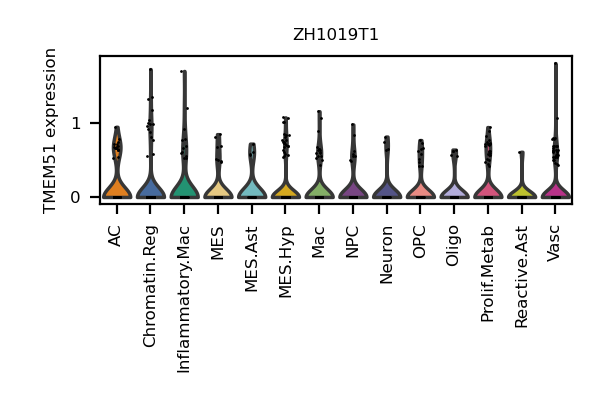 ZH1019T1
TMEM51 expression
1
0
AC
Chromatin.Reg
Inflammatory.Mac
MES
MES.Ast
MES.Hyp
Mac
NPC
Neuron
OPC
Oligo
Prolif.Metab
Reactive.Ast
Vasc